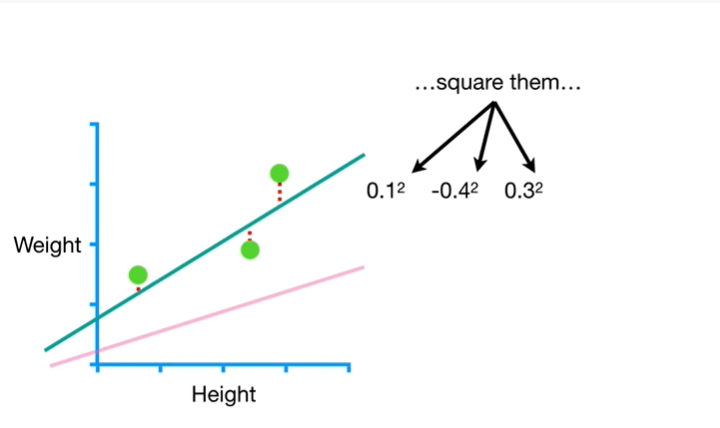 ...square them...
0.1² -0.4² 0.3²
Weight
Height